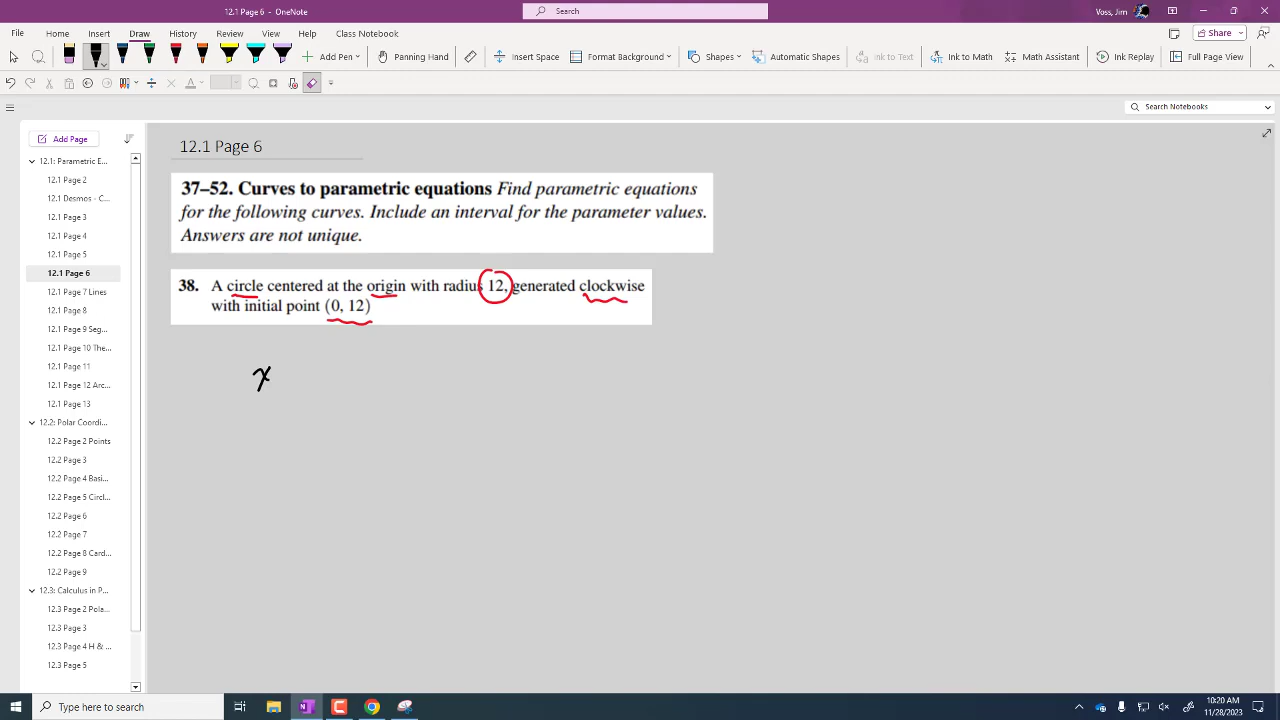 12.1 Page 6 - OneNote
Search
Voss, Jim
File Home Insert Draw History Review View Help Class Notebook
Share
Add Pen Panning Hand Insert Space Format Background Shapes Automatic Shapes Ink to Text Ink to Math Math Assistant Ink Replay Full Page View
Search Notebooks
Add Page
12.1: Parametric E...
12.1 Page 2
12.1 Desmos - C...
12.1 Page 3
12.1 Page 4
12.1 Page 5
12.1 Page 6
12.1 Page 7 Lines
12.1 Page 8
12.1 Page 9 Seg...
12.1 Page 10 The...
12.1 Page 11
12.1 Page 12 Arc...
12.1 Page 13
12.2: Polar Coordi...
12.2 Page 2 Points
12.2 Page 3
12.2 Page 4 Basi...
12.2 Page 5 Circl...
12.2 Page 6
12.2 Page 7
12.2 Page 8 Card...
12.2 Page 9
12.3: Calculus in P...
12.3 Page 2 Pola...
12.3 Page 3
12.3 Page 4 H & ...
12.3 Page 5
12.1 Page 6
37–52. Curves to parametric equations Find parametric equations
for the following curves. Include an interval for the parameter values.
Answers are not unique.
38. A circle centered at the origin with radius 12, generated clockwise
with initial point (0, 12)
x
Type here to search
10:20 AM
11/28/2023